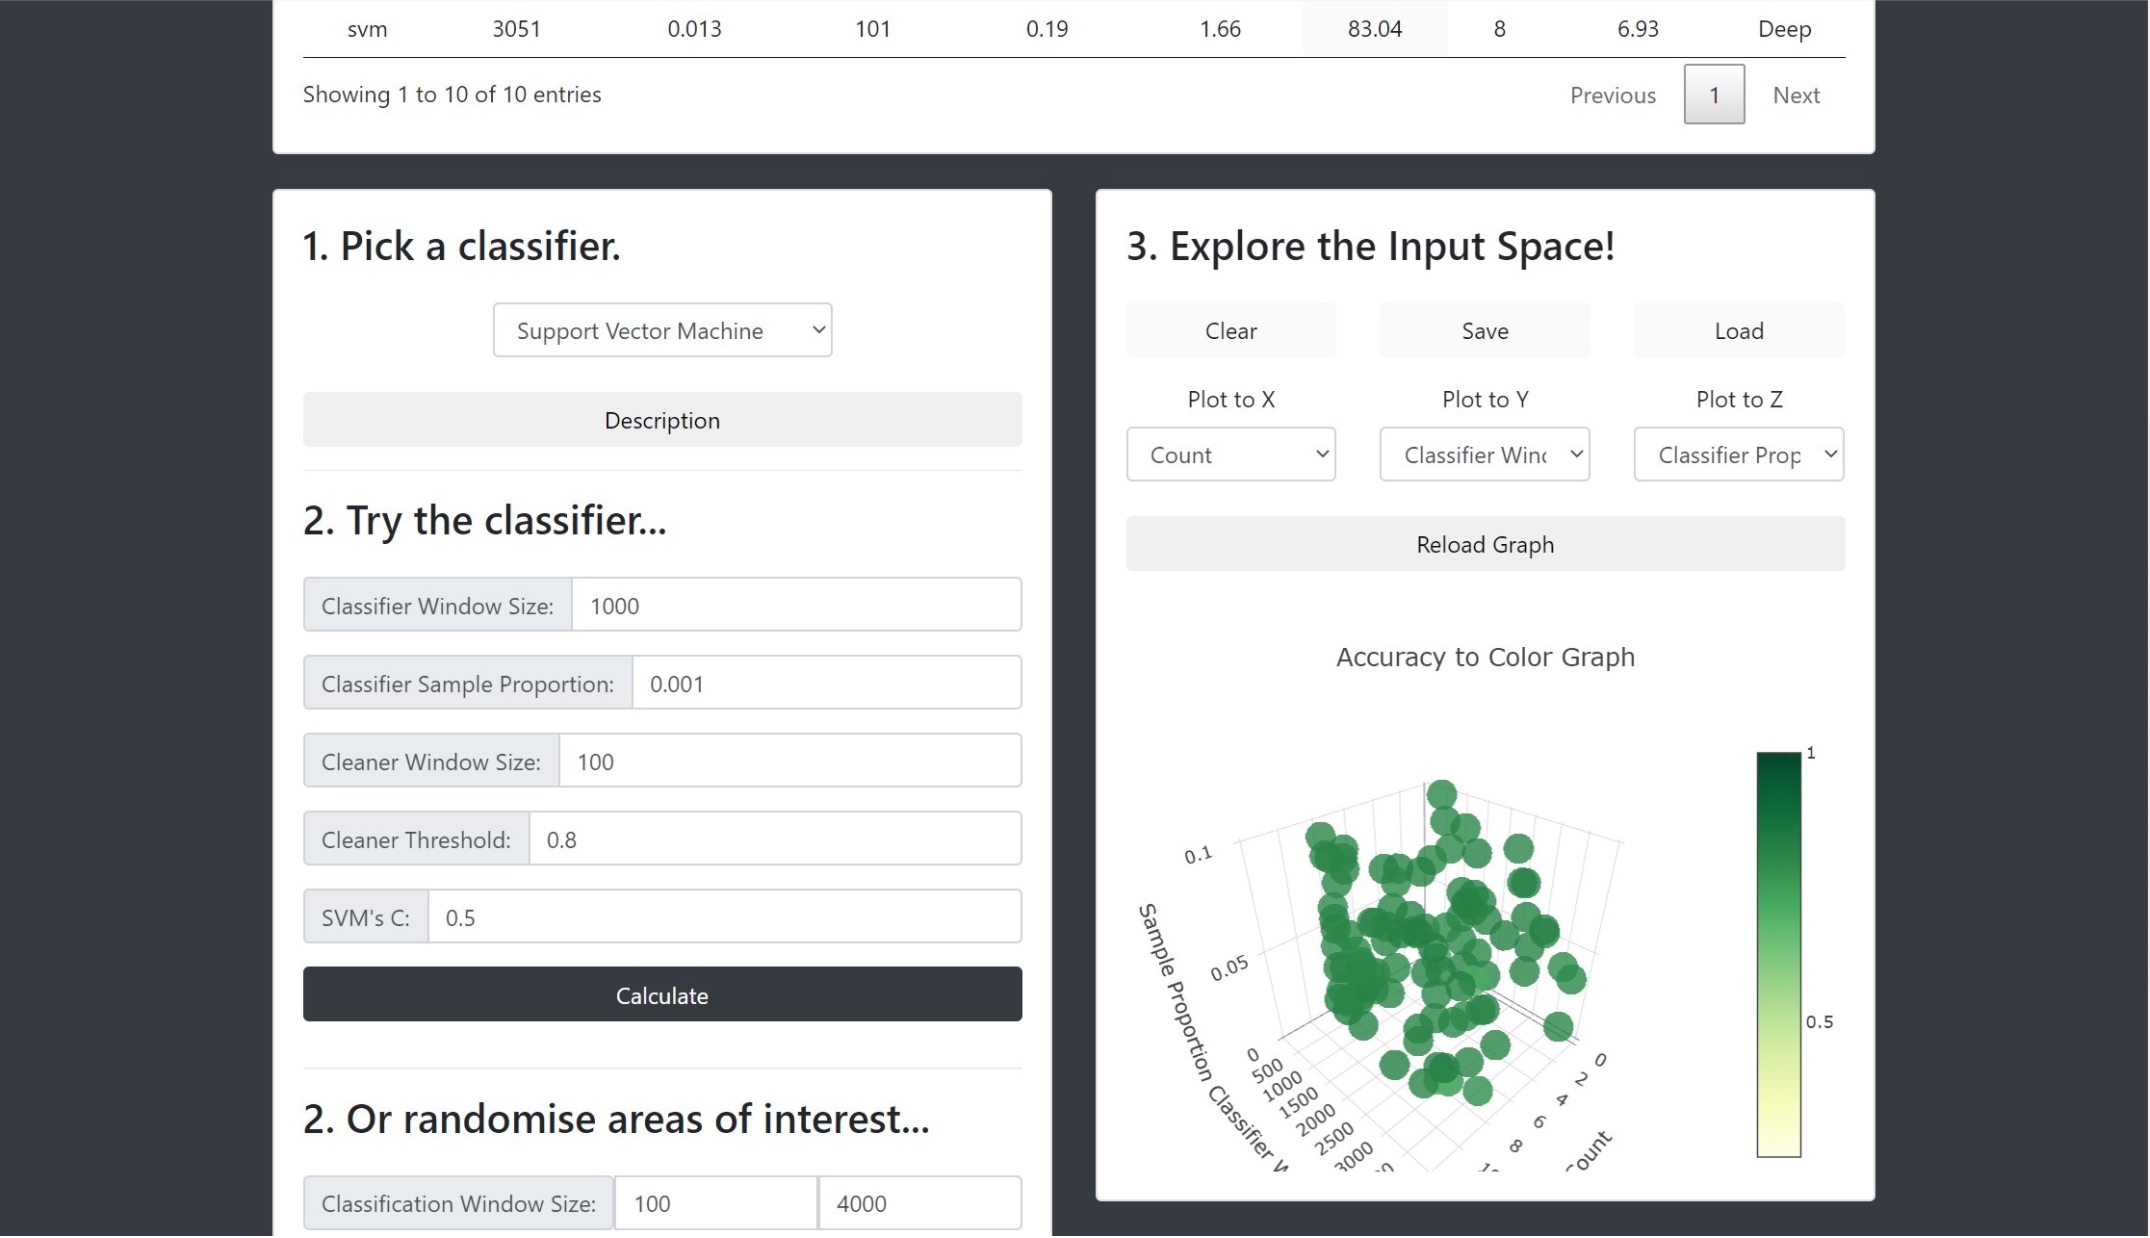 svm 3051 0.013 101 0.19 1.66 83.04 8 6.93 Deep
Showing 1 to 10 of 10 entries
Previous 1 Next
1. Pick a classifier.
Support Vector Machine
Description
2. Try the classifier...
Classifier Window Size: 1000
Classifier Sample Proportion: 0.001
Cleaner Window Size: 100
Cleaner Threshold: 0.8
SVM's C: 0.5
Calculate
2. Or randomise areas of interest...
Classification Window Size: 100 4000
3. Explore the Input Space!
Clear Save Load
Plot to X Plot to Y Plot to Z
Count Classifier Wind Classifier Prop
Reload Graph
Accuracy to Color Graph
1
0.5
0.1
0.05
Sample Proportion Classifier W
0
500
1000
1500
2000
2500
3000
0
2
4
6
8
Count